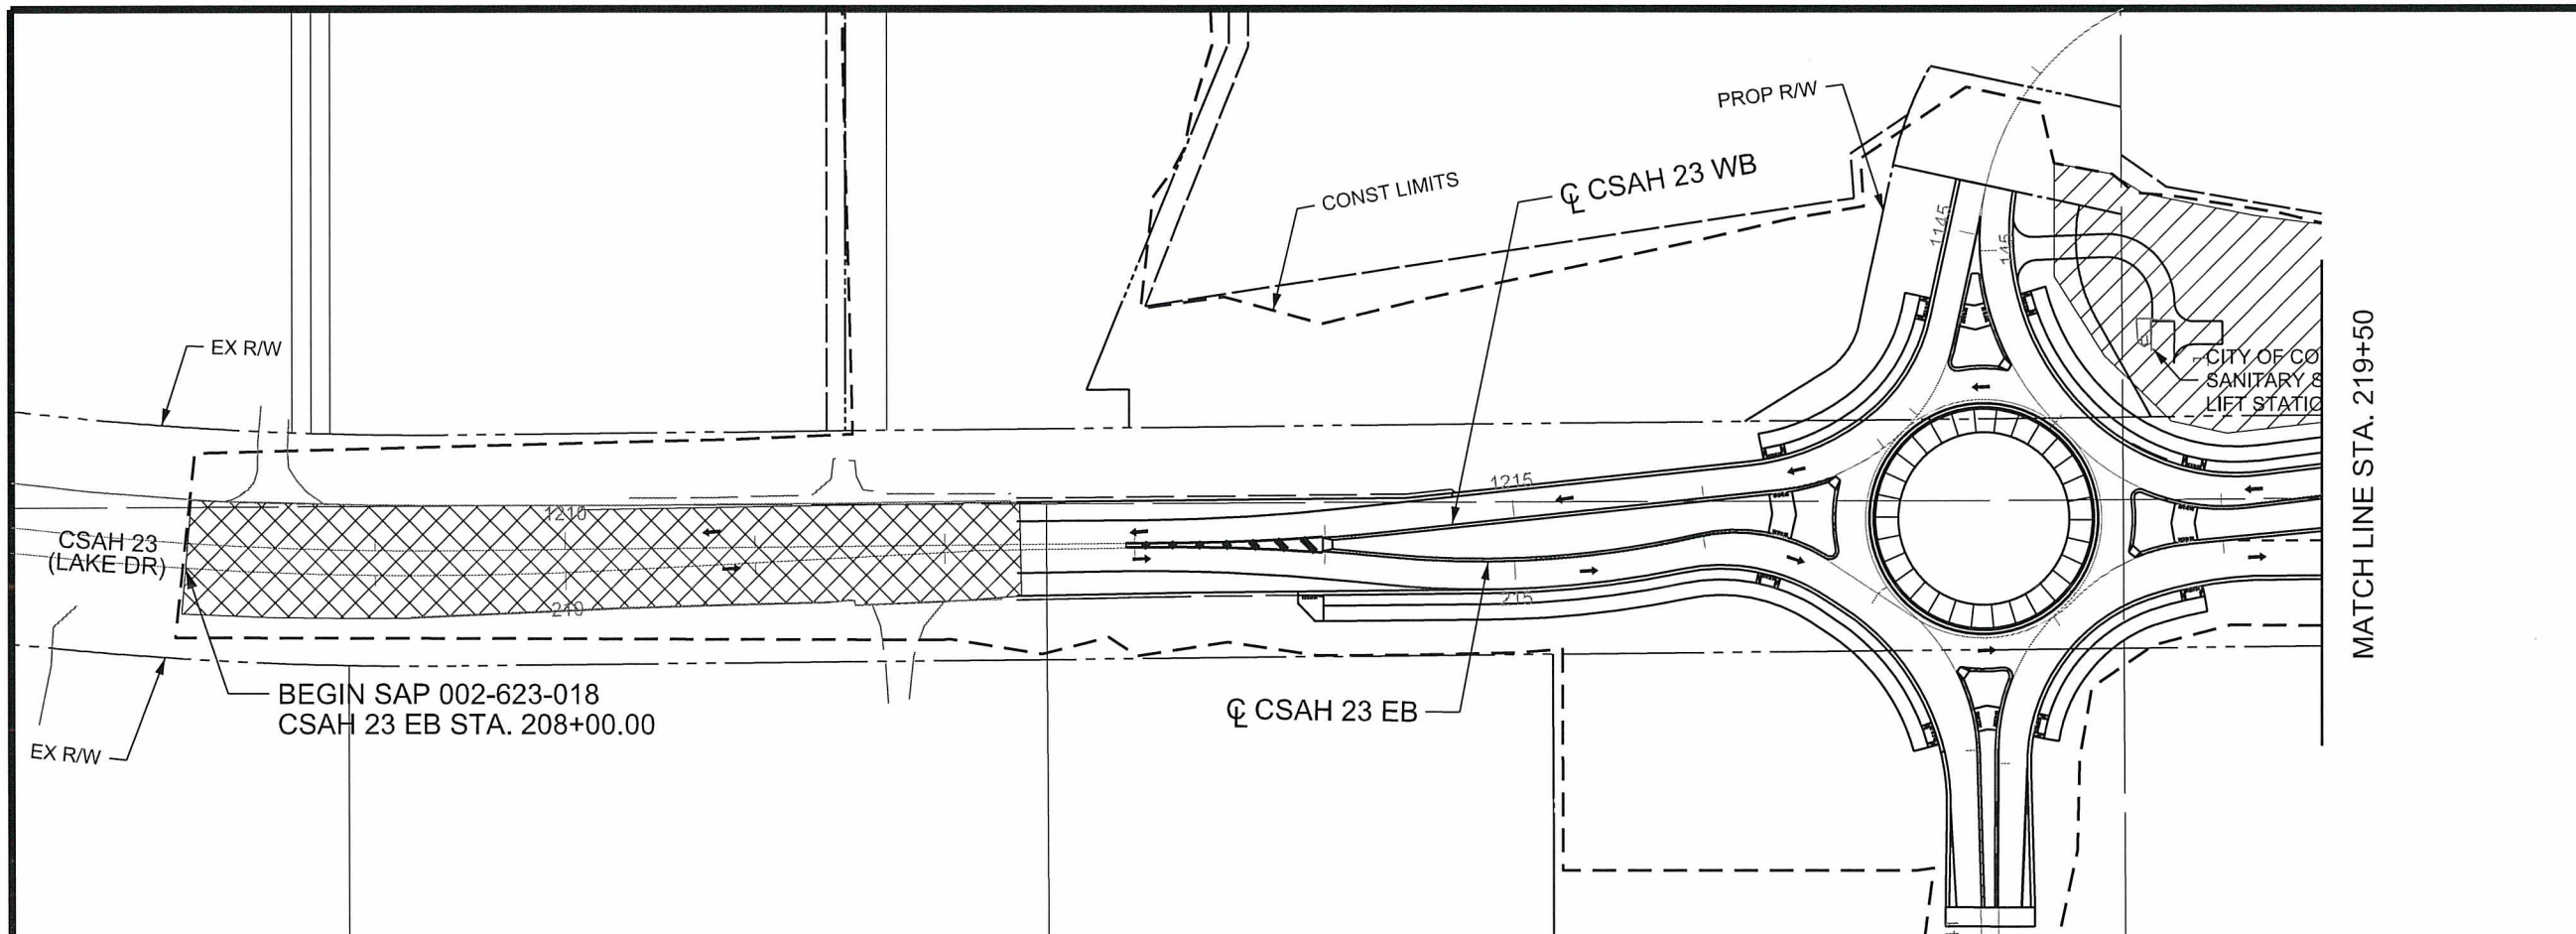 PROP R/W
CONST LIMITS
℄ CSAH 23 WB
1145
145
EX R/W
MATCH LINE STA. 219+50
CITY OF CO
SANITARY S
LIFT STATIC
1215
1210
CSAH 23
(LAKE DR)
215
210
BEGIN SAP 002-623-018
CSAH 23 EB STA. 208+00.00
℄ CSAH 23 EB
EX R/W